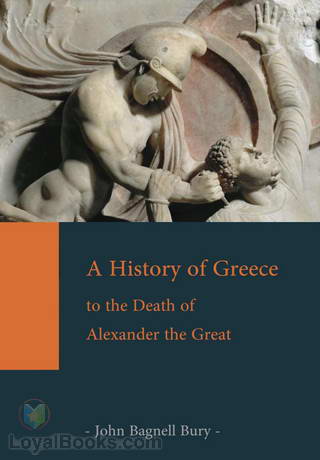 A History of Greece
to the Death of
Alexander the Great
- John Bagnell Bury -
LoyalBooks.com